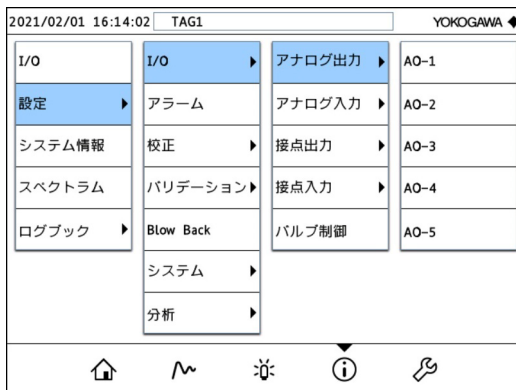 2021/02/01 16:14:02 TAG1 YOKOGAWA
I/O
設定
システム情報
スペクトラム
ログブック
I/O
アラーム
校正
バリデーション
Blow Back
システム
分析
アナログ出力
アナログ入力
接点出力
接点入力
バルブ制御
AO-1
AO-2
AO-3
AO-4
AO-5